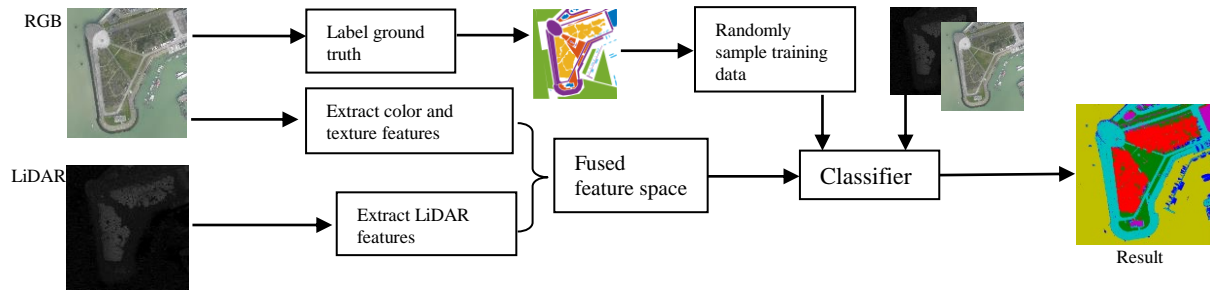 RGB
Label ground
truth
Randomly
sample training
data
Extract color and
texture features
LiDAR
Extract LiDAR
features
Fused
feature space
Classifier
Result